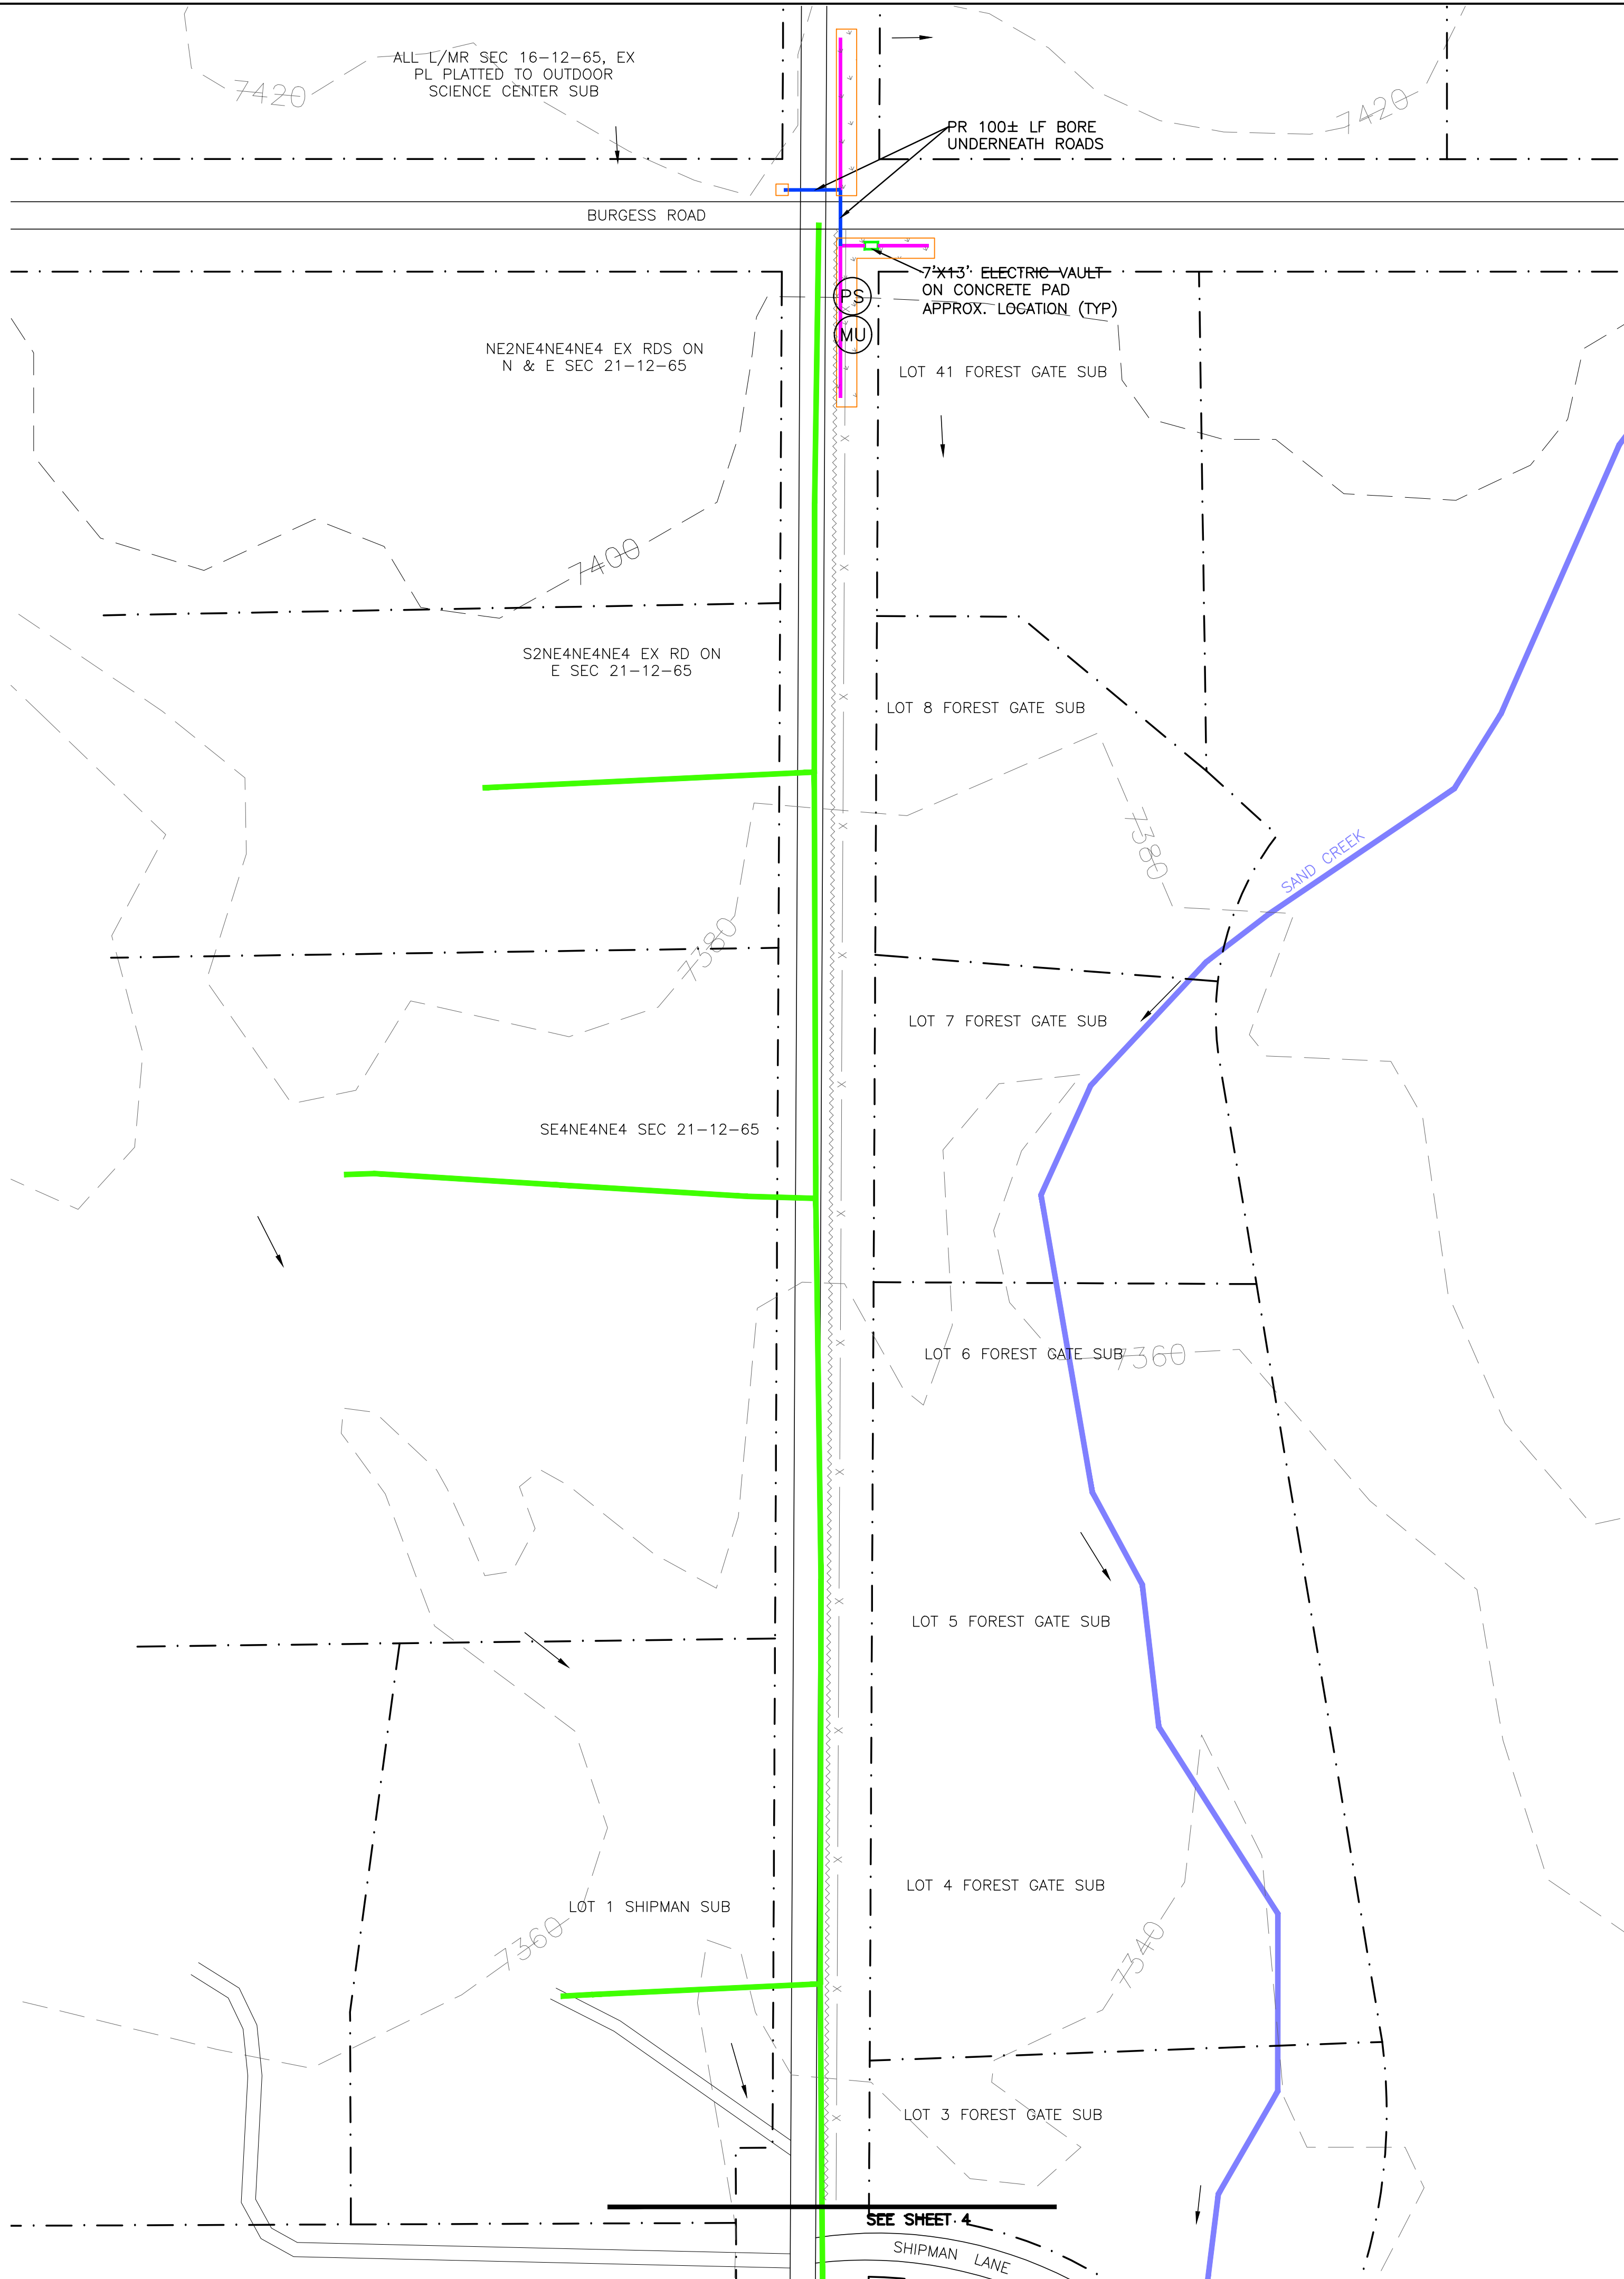 ALL L/MR SEC 16-12-65, EX
PL PLATTED TO OUTDOOR
SCIENCE CENTER SUB
7420
7420
PR 100± LF BORE
UNDERNEATH ROADS
BURGESS ROAD
7'X13' ELECTRIC VAULT
ON CONCRETE PAD
APPROX. LOCATION (TYP)
PS
MU
NE2NE4NE4NE4 EX RDS ON
N & E SEC 21-12-65
LOT 41 FOREST GATE SUB
7400
S2NE4NE4NE4 EX RD ON
E SEC 21-12-65
LOT 8 FOREST GATE SUB
7380
SAND CREEK
7380
LOT 7 FOREST GATE SUB
SE4NE4NE4 SEC 21-12-65
LOT 6 FOREST GATE SUB
7360
LOT 5 FOREST GATE SUB
LOT 4 FOREST GATE SUB
LOT 1 SHIPMAN SUB
7360
7340
LOT 3 FOREST GATE SUB
SEE SHEET 4
SHIPMAN LANE